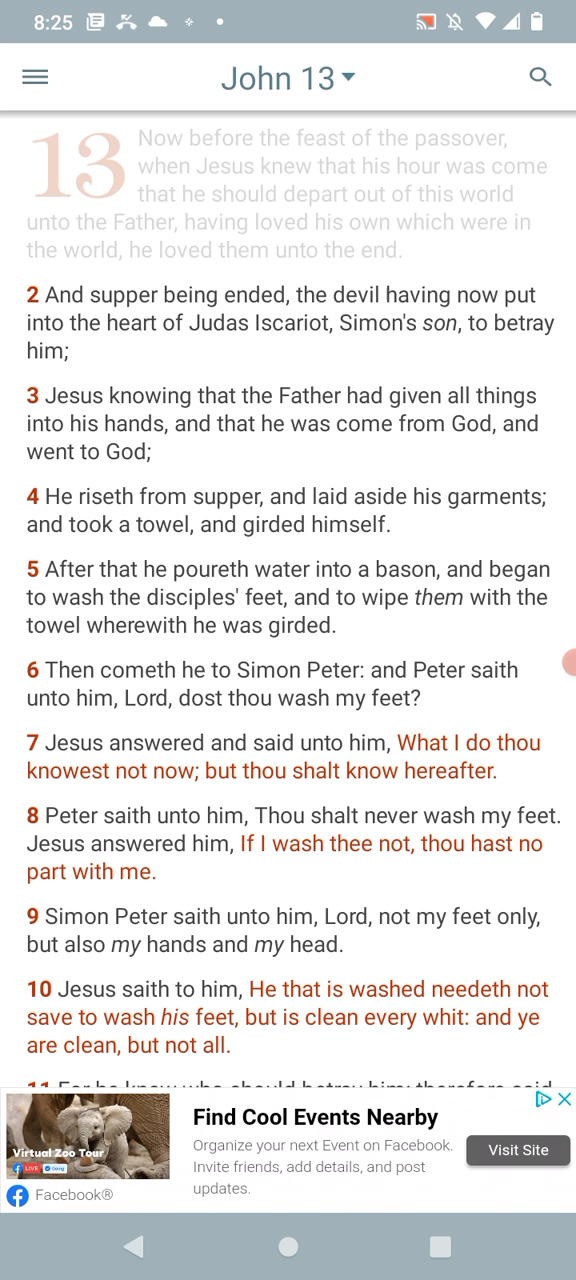 8:25
John 13
13 Now before the feast of the passover,
when Jesus knew that his hour was come
that he should depart out of this world
unto the Father, having loved his own which were in
the world, he loved them unto the end.
2 And supper being ended, the devil having now put
into the heart of Judas Iscariot, Simon's son, to betray
him;
3 Jesus knowing that the Father had given all things
into his hands, and that he was come from God, and
went to God;
4 He riseth from supper, and laid aside his garments;
and took a towel, and girded himself.
5 After that he poureth water into a bason, and began
to wash the disciples' feet, and to wipe them with the
towel wherewith he was girded.
6 Then cometh he to Simon Peter: and Peter saith
unto him, Lord, dost thou wash my feet?
7 Jesus answered and said unto him, What I do thou
knowest not now; but thou shalt know hereafter.
8 Peter saith unto him, Thou shalt never wash my feet.
Jesus answered him, If I wash thee not, thou hast no
part with me.
9 Simon Peter saith unto him, Lord, not my feet only,
but also my hands and my head.
10 Jesus saith to him, He that is washed needeth not
save to wash his feet, but is clean every whit: and ye
are clean, but not all.
11 For he knew who should betray him; therefore said
Virtual Zoo Tour
LIVE
Facebook®
Find Cool Events Nearby
Organize your next Event on Facebook.
Invite friends, add details, and post
updates.
Visit Site